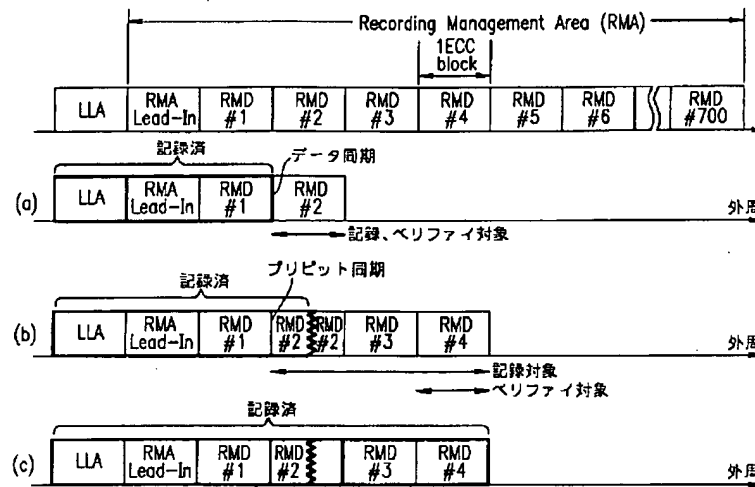 Recording Management Area (RMA)
1ECC
block
LLA RMA Lead-In RMD #1 RMD #2 RMD #3 RMD #4 RMD #5 RMD #6 RMD #700
記録済
データ同期
(a) LLA RMA Lead-In RMD #1 RMD #2
外周
記録、ベリファイ対象
記録済
プリピット同期
(b) LLA RMA Lead-In RMD #1 RMD #2 RMD #2 RMD #3 RMD #4
外周
記録対象
ベリファイ対象
記録済
(c) LLA RMA Lead-In RMD #1 RMD #2 RMD #3 RMD #4
外周